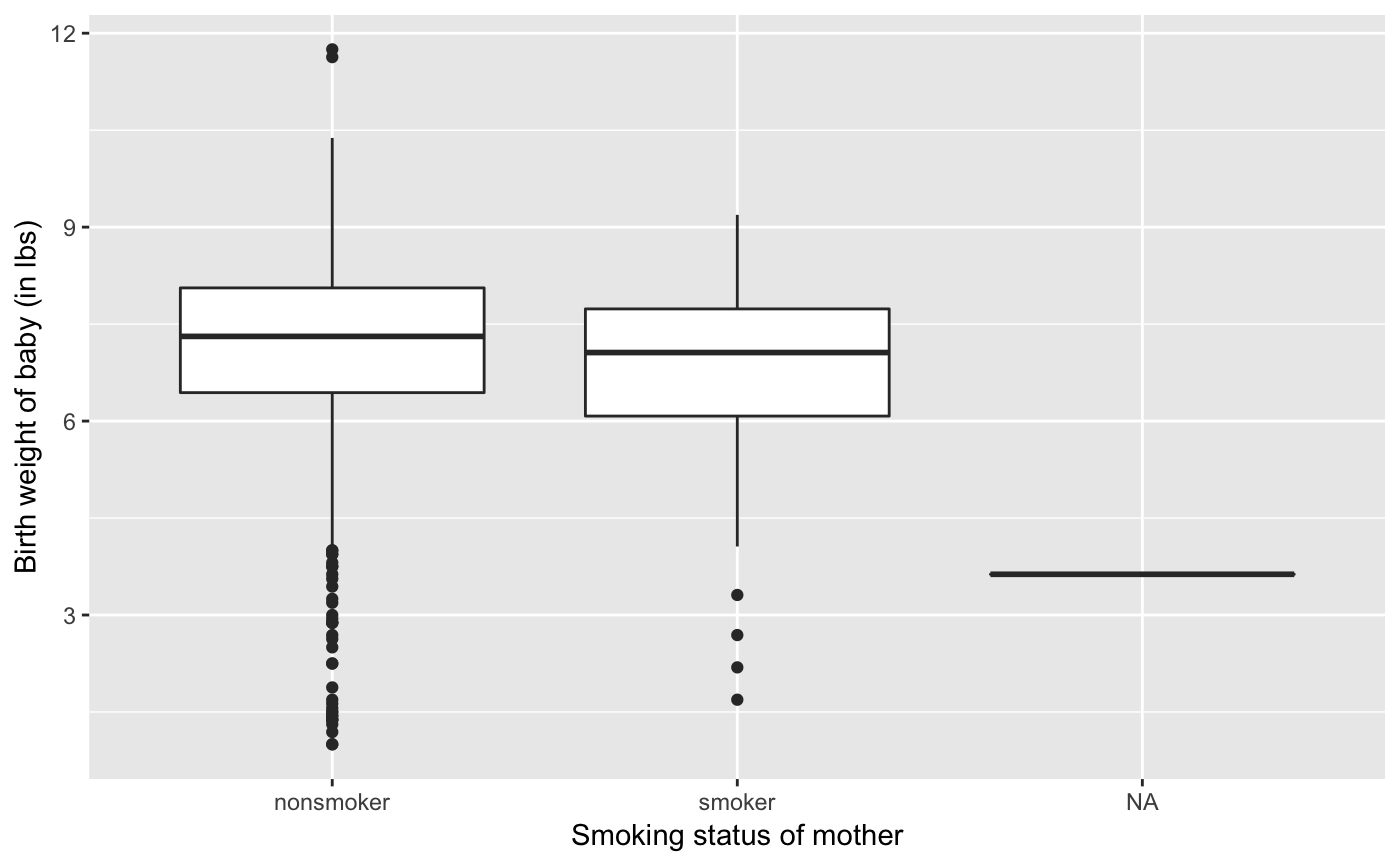 Birth weight of baby (in lbs)
12
9
6
3
nonsmoker
smoker
NA
Smoking status of mother